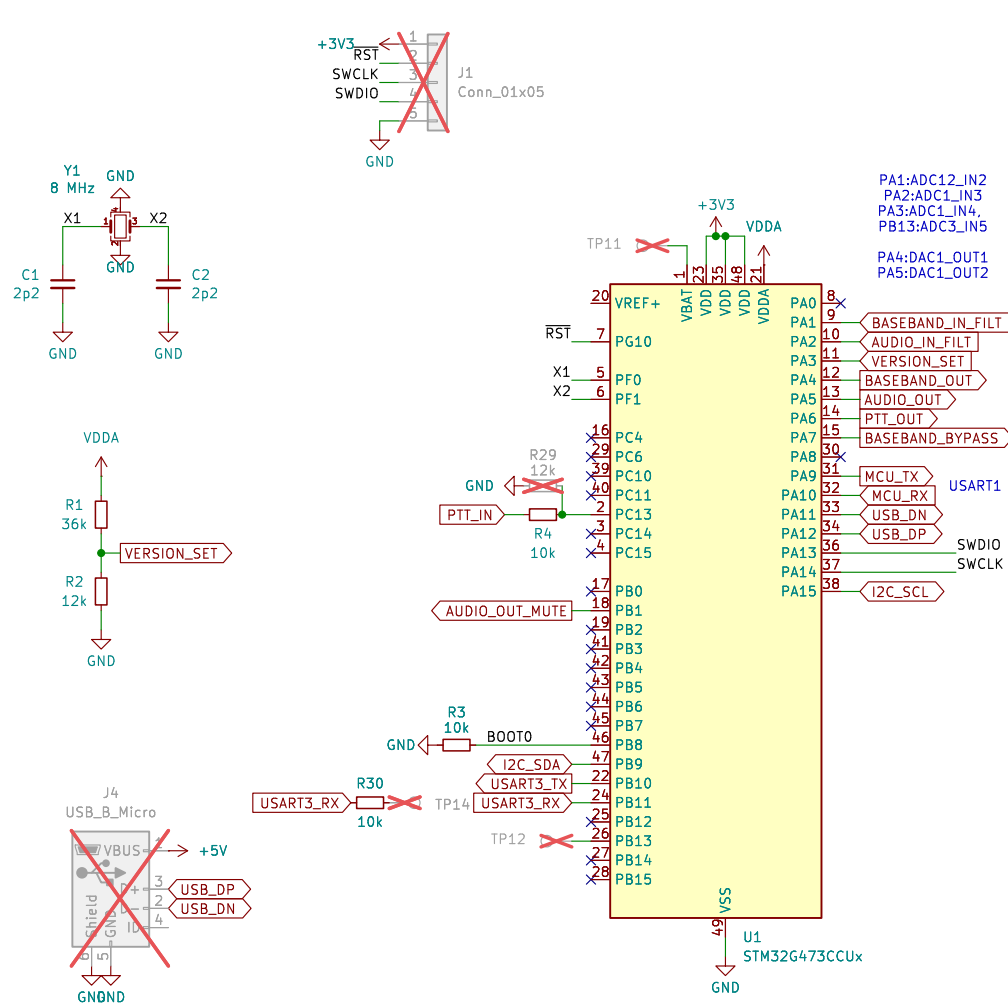 +3V3
RST
SWCLK
SWDIO
1
2
3
4
5
J1
Conn_01x05
GND
Y1
8 MHz
GND
X1
1
4
3
2
X2
GND
C1
2p2
C2
2p2
GND
GND
PA1:ADC12_IN2
PA2:ADC1_IN3
PA3:ADC1_IN4,
PB13:ADC3_IN5
PA4:DAC1_OUT1
PA5:DAC1_OUT2
+3V3
VDDA
TP11
1
23
35
48
21
VBAT
VDD
VDD
VDD
VDDA
20 VREF+
RST 7 PG10
X1 5 PF0
X2 6 PF1
16 PC4
29 PC6
39 PC10
40 PC11
2 PC13
3 PC14
4 PC15
17 PB0
AUDIO_OUT_MUTE 18 PB1
19 PB2
41 PB3
42 PB4
43 PB5
44 PB6
45 PB7
46 PB8
I2C_SDA 47 PB9
USART3_TX 22 PB10
USART3_RX 24 PB11
25 PB12
TP12 26 PB13
27 PB14
28 PB15
PA0 8
PA1 9 BASEBAND_IN_FILT
PA2 10 AUDIO_IN_FILT
PA3 11 VERSION_SET
PA4 12 BASEBAND_OUT
PA5 13 AUDIO_OUT
PA6 14 PTT_OUT
PA7 15 BASEBAND_BYPASS
PA8 30
PA9 31 MCU_TX
USART1
PA10 32 MCU_RX
PA11 33 USB_DN
PA12 34 USB_DP
PA13 36 SWDIO
PA14 37 SWCLK
PA15 38 I2C_SCL
R29
12k
GND
PTT_IN
R4
10k
VDDA
R1
36k
VERSION_SET
R2
12k
GND
R3
10k
GND
BOOT0
R30
USART3_RX
10k
TP14
J4
USB_B_Micro
VBUS 1 +5V
D+ 3 USB_DP
D- 2 USB_DN
ID 4
Shield
GND
6
5
GND
GND
VSS
49
U1
STM32G473CCUx
GND